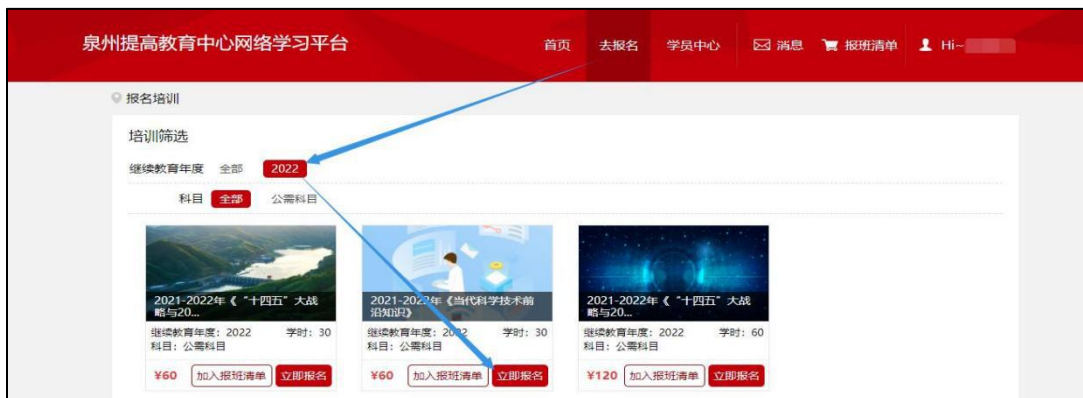 泉州提高教育中心网络学习平台 首页 去报名 学员中心 消息 报班清单 Hi~
报名培训
培训筛选
继续教育年度 全部 2022
科目 全部 公需科目
2021-2022年《“十四五”大战
略与20...
继续教育年度：2022 学时：30
科目：公需科目
¥60 加入报班清单 立即报名
2021-2022年《当代科学技术前
沿知识》
继续教育年度：2022 学时：30
科目：公需科目
¥60 加入报班清单 立即报名
2021-2022年《“十四五”大战
略与20...
继续教育年度：2022 学时：60
科目：公需科目
¥120 加入报班清单 立即报名